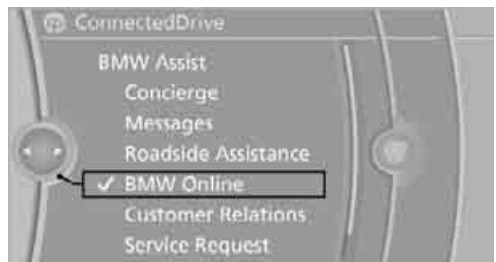 ConnectedDrive
BMW Assist
Concierge
Messages
Roadside Assistance
✓ BMW Online
Customer Relations
Service Request